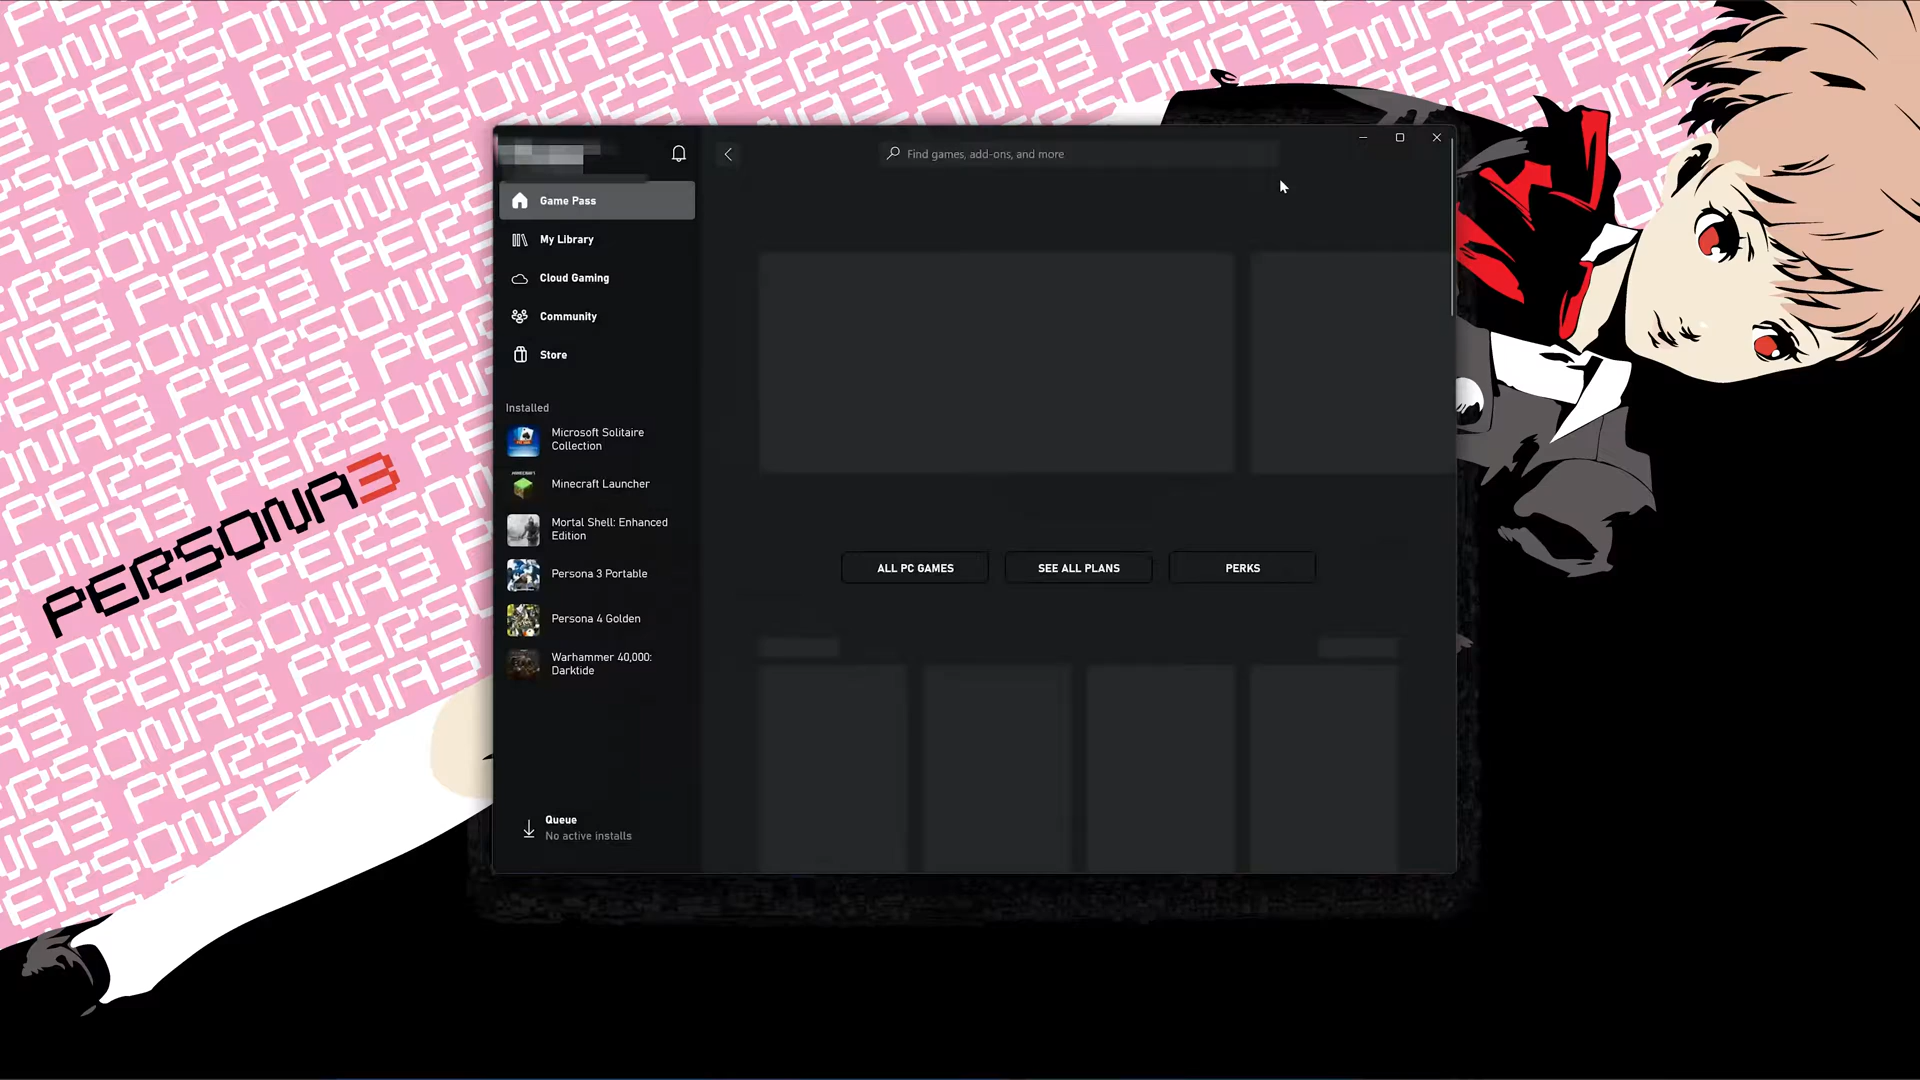 PERSONA3
Find games, add-ons, and more
Game Pass
My Library
Cloud Gaming
Community
Store
Installed
Microsoft Solitaire
Collection
Minecraft Launcher
Mortal Shell: Enhanced
Edition
Persona 3 Portable
Persona 4 Golden
Warhammer 40,000:
Darktide
ALL PC GAMES
SEE ALL PLANS
PERKS
Queue
No active installs